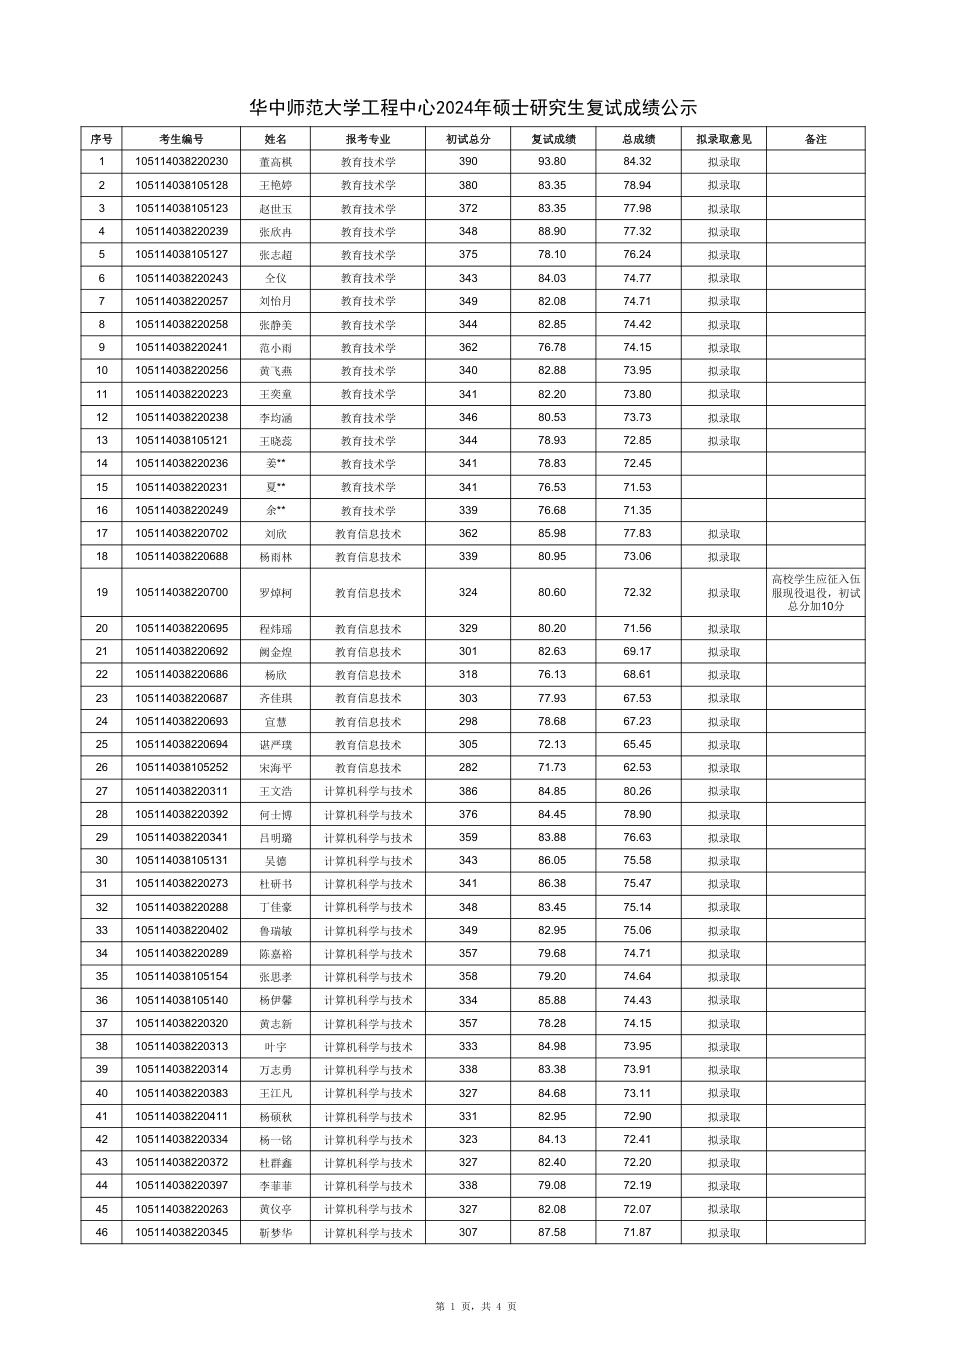 华中师范大学工程中心2024年硕士研究生复试成绩公示
序号 考生编号 姓名 报考专业 初试总分 复试成绩 总成绩 拟录取意见 备注
1 105114038220230 董高棋 教育技术学 390 93.80 84.32 拟录取
2 105114038105128 王艳婷 教育技术学 380 83.35 78.94 拟录取
3 105114038105123 赵世玉 教育技术学 372 83.35 77.98 拟录取
4 105114038220239 张欣冉 教育技术学 348 88.90 77.32 拟录取
5 105114038105127 张志超 教育技术学 375 78.10 76.24 拟录取
6 105114038220243 仝仪 教育技术学 343 84.03 74.77 拟录取
7 105114038220257 刘怡月 教育技术学 349 82.08 74.71 拟录取
8 105114038220258 张静美 教育技术学 344 82.85 74.42 拟录取
9 105114038220241 范小雨 教育技术学 362 76.78 74.15 拟录取
10 105114038220256 黄飞燕 教育技术学 340 82.88 73.95 拟录取
11 105114038220223 王奕童 教育技术学 341 82.20 73.80 拟录取
12 105114038220238 李均涵 教育技术学 346 80.53 73.73 拟录取
13 105114038105121 王晓蕊 教育技术学 344 78.93 72.85 拟录取
14 105114038220236 姜** 教育技术学 341 78.83 72.45
15 105114038220231 夏** 教育技术学 341 76.53 71.53
16 105114038220249 余** 教育技术学 339 76.68 71.35
17 105114038220702 刘欣 教育信息技术 362 85.98 77.83 拟录取
18 105114038220688 杨雨林 教育信息技术 339 80.95 73.06 拟录取
19 105114038220700 罗焯柯 教育信息技术 324 80.60 72.32 拟录取 高校学生应征入伍
服现役退役，初试
总分加10分
20 105114038220695 程炜瑶 教育信息技术 329 80.20 71.56 拟录取
21 105114038220692 阙金煌 教育信息技术 301 82.63 69.17 拟录取
22 105114038220686 杨欣 教育信息技术 318 76.13 68.61 拟录取
23 105114038220687 齐佳琪 教育信息技术 303 77.93 67.53 拟录取
24 105114038220693 宣慧 教育信息技术 298 78.68 67.23 拟录取
25 105114038220694 谌严璞 教育信息技术 305 72.13 65.45 拟录取
26 105114038105252 宋海平 教育信息技术 282 71.73 62.53 拟录取
27 105114038220311 王文浩 计算机科学与技术 386 84.85 80.26 拟录取
28 105114038220392 何士博 计算机科学与技术 376 84.45 78.90 拟录取
29 105114038220341 吕明璐 计算机科学与技术 359 83.88 76.63 拟录取
30 105114038105131 吴德 计算机科学与技术 343 86.05 75.58 拟录取
31 105114038220273 杜研书 计算机科学与技术 341 86.38 75.47 拟录取
32 105114038220288 丁佳豪 计算机科学与技术 348 83.45 75.14 拟录取
33 105114038220402 鲁瑞敏 计算机科学与技术 349 82.95 75.06 拟录取
34 105114038220289 陈嘉裕 计算机科学与技术 357 79.68 74.71 拟录取
35 105114038105154 张思孝 计算机科学与技术 358 79.20 74.64 拟录取
36 105114038105140 杨伊馨 计算机科学与技术 334 85.88 74.43 拟录取
37 105114038220320 黄志新 计算机科学与技术 357 78.28 74.15 拟录取
38 105114038220313 叶宇 计算机科学与技术 333 84.98 73.95 拟录取
39 105114038220314 万志勇 计算机科学与技术 338 83.38 73.91 拟录取
40 105114038220383 王江凡 计算机科学与技术 327 84.68 73.11 拟录取
41 105114038220411 杨硕秋 计算机科学与技术 331 82.95 72.90 拟录取
42 105114038220334 杨一铭 计算机科学与技术 323 84.13 72.41 拟录取
43 105114038220372 杜群鑫 计算机科学与技术 327 82.40 72.20 拟录取
44 105114038220397 李菲菲 计算机科学与技术 338 79.08 72.19 拟录取
45 105114038220263 黄仪亭 计算机科学与技术 327 82.08 72.07 拟录取
46 105114038220345 靳梦华 计算机科学与技术 307 87.58 71.87 拟录取
第 1 页，共 4 页